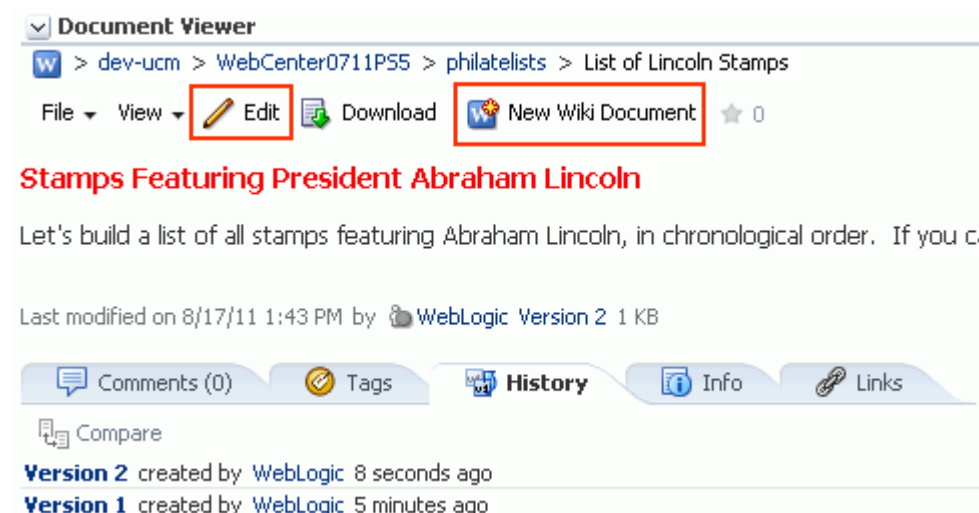 Document Viewer
W > dev-ucm > WebCenter0711PS5 > philatelists > List of Lincoln Stamps
File View Edit Download New Wiki Document 0
Stamps Featuring President Abraham Lincoln
Let's build a list of all stamps featuring Abraham Lincoln, in chronological order. If you
Last modified on 8/17/11 1:43 PM by WebLogic Version 2 1 KB
Comments (0) Tags History Info Links
Compare
Version 2 created by WebLogic 8 seconds ago
Version 1 created by WebLogic 5 minutes ago